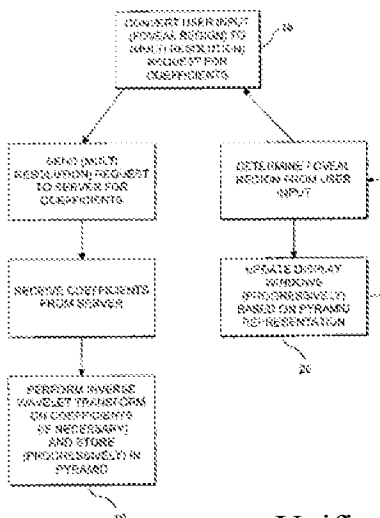 CONVERT USER INPUT
(FOVEAL REGION) TO
(MULTI RESOLUTION)
REQUEST FOR
COEFFICIENTS
SEND (MULTI
RESOLUTION) REQUEST
TO SERVER FOR
COEFFICIENTS
DETERMINE FOVEAL
REGION FROM USER
INPUT
RECEIVE COEFFICIENTS
FROM SERVER
UPDATE DISPLAY
WINDOWS
(PROGRESSIVELY)
BASED ON PYRAMID
REPRESENTATION
PERFORM INVERSE
WAVELET TRANSFORM
ON COEFFICIENTS
(IF NECESSARY)
AND STORE
(PROGRESSIVELY) IN
PYRAMID